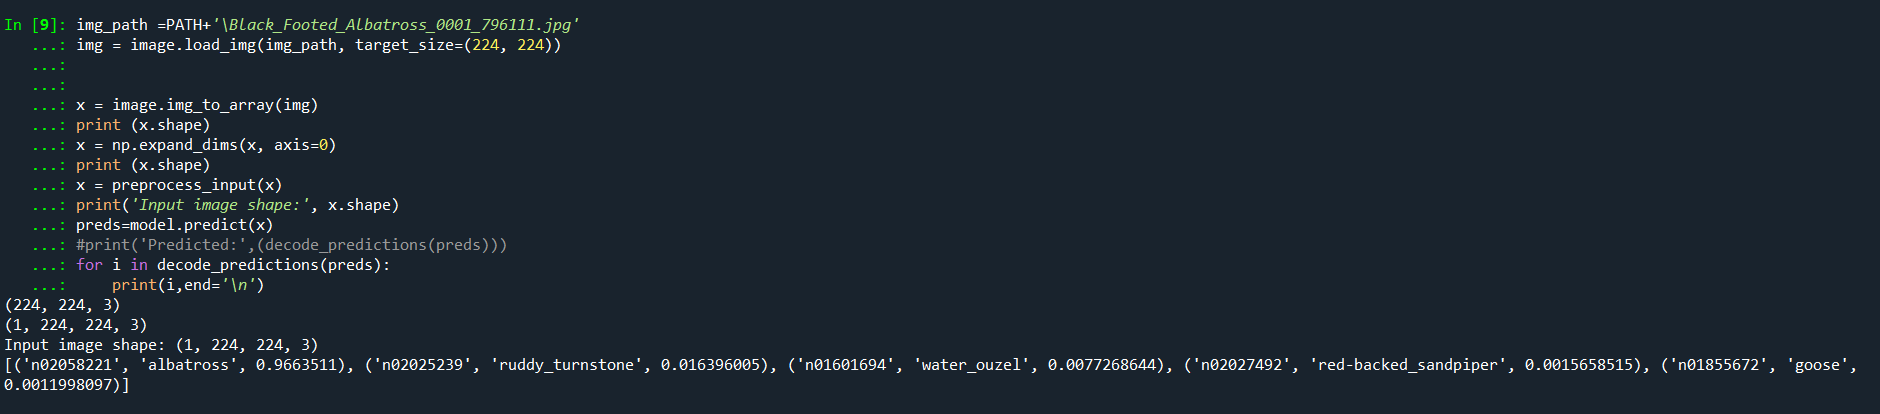 In [9]: img_path =PATH+'\Black_Footed_Albatross_0001_796111.jpg'
   ...: img = image.load_img(img_path, target_size=(224, 224))
   ...:
   ...:
   ...: x = image.img_to_array(img)
   ...: print (x.shape)
   ...: x = np.expand_dims(x, axis=0)
   ...: print (x.shape)
   ...: x = preprocess_input(x)
   ...: print('Input image shape:', x.shape)
   ...: preds=model.predict(x)
   ...: #print('Predicted:',(decode_predictions(preds)))
   ...: for i in decode_predictions(preds):
   ...:     print(i,end='\n')
(224, 224, 3)
(1, 224, 224, 3)
Input image shape: (1, 224, 224, 3)
[('n02058221', 'albatross', 0.9663511), ('n02025239', 'ruddy_turnstone', 0.016396005), ('n01601694', 'water_ouzel', 0.0077268644), ('n02027492', 'red-backed_sandpiper', 0.0015658515), ('n01855672', 'goose',
0.0011998097)]